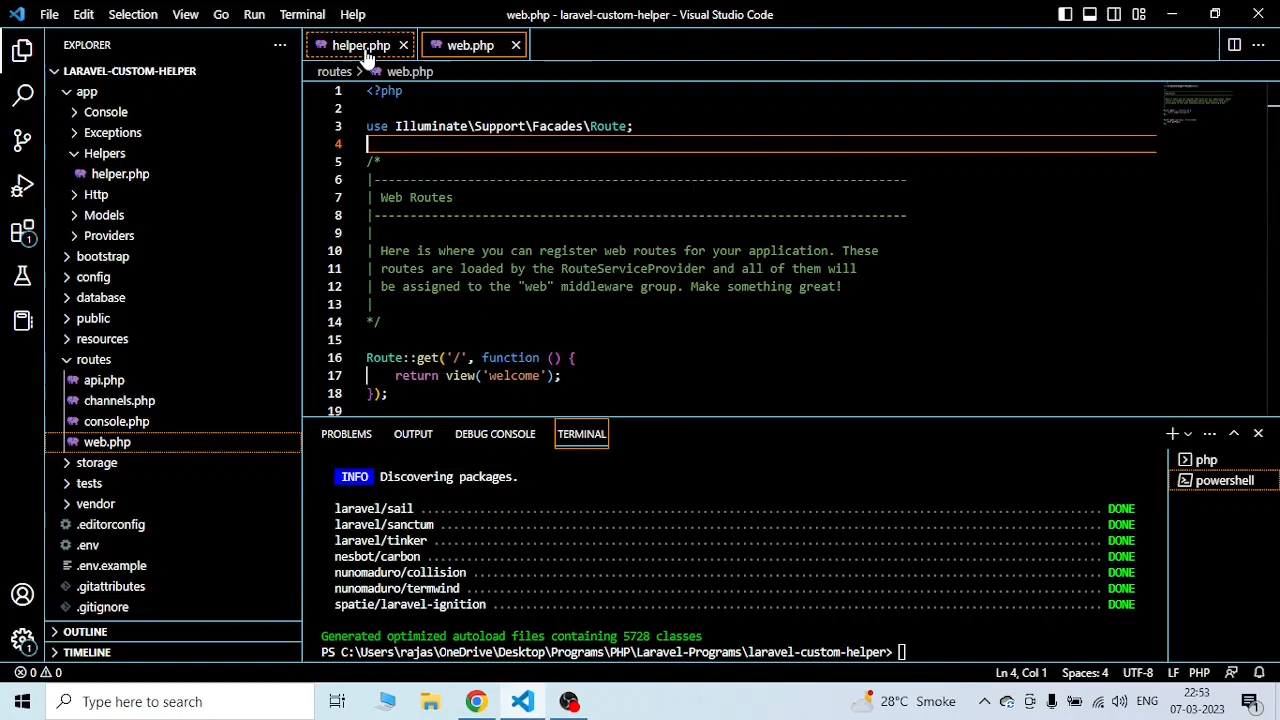 File Edit Selection View Go Run Terminal Help
web.php - laravel-custom-helper - Visual Studio Code
EXPLORER
LARAVEL-CUSTOM-HELPER
app
Console
Exceptions
Helpers
helper.php
Http
Models
Providers
bootstrap
config
database
public
resources
routes
api.php
channels.php
console.php
web.php
storage
tests
vendor
.editorconfig
.env
.env.example
.gitattributes
.gitignore
OUTLINE
TIMELINE
helper.php web.php
routes > web.php
1 <?php
2
3 use Illuminate\Support\Facades\Route;
4
5 /*
6 |--------------------------------------------------------------------------
7 | Web Routes
8 |--------------------------------------------------------------------------
9 |
10 | Here is where you can register web routes for your application. These
11 | routes are loaded by the RouteServiceProvider and all of them will
12 | be assigned to the "web" middleware group. Make something great!
13 |
14 */
15
16 Route::get('/', function () {
17 return view('welcome');
18 });
19
PROBLEMS OUTPUT DEBUG CONSOLE TERMINAL
INFO Discovering packages.
laravel/sail ........ DONE
laravel/sanctum ........ DONE
laravel/tinker ........ DONE
nesbot/carbon ........ DONE
nunomaduro/collision ........ DONE
nunomaduro/termwind ........ DONE
spatie/laravel-ignition ........ DONE
Generated optimized autoload files containing 5728 classes
PS C:\Users\rajas\OneDrive\Desktop\Programs\PHP\Laravel-Programs\laravel-custom-helper>
php
powershell
0 0
Ln 4, Col 1 Spaces: 4 UTF-8 LF PHP
Type here to search
28°C Smoke
ENG
22:53
07-03-2023
1